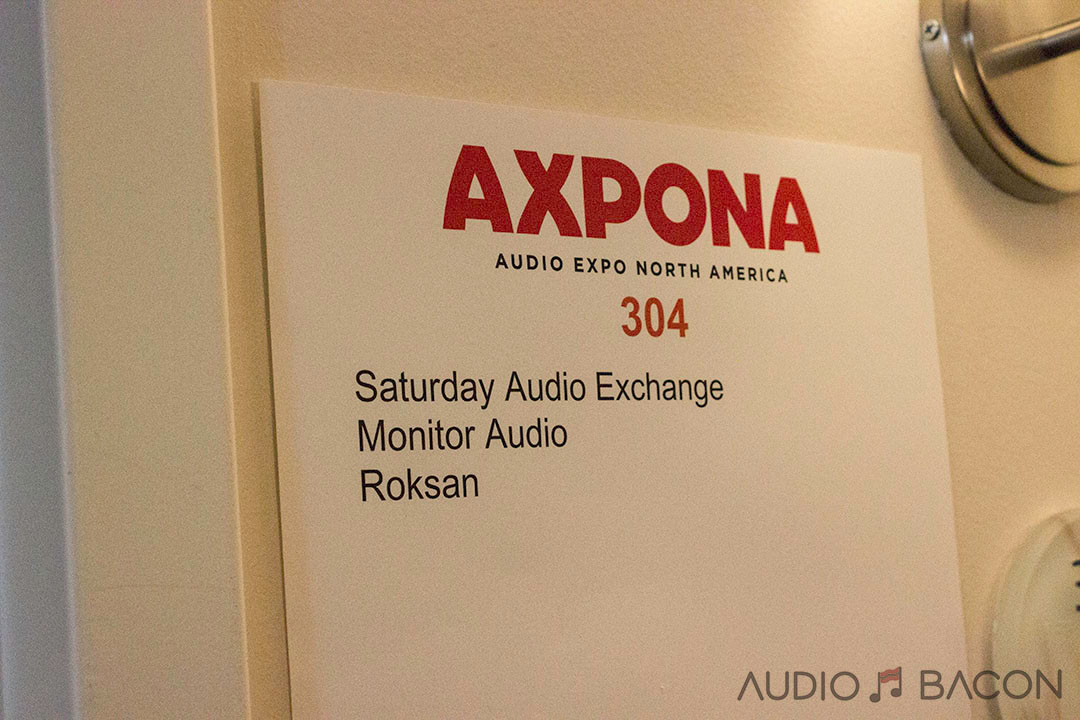 AXPONA
AUDIO EXPO NORTH AMERICA
304
Saturday Audio Exchange
Monitor Audio
Roksan
AUDIO BACON